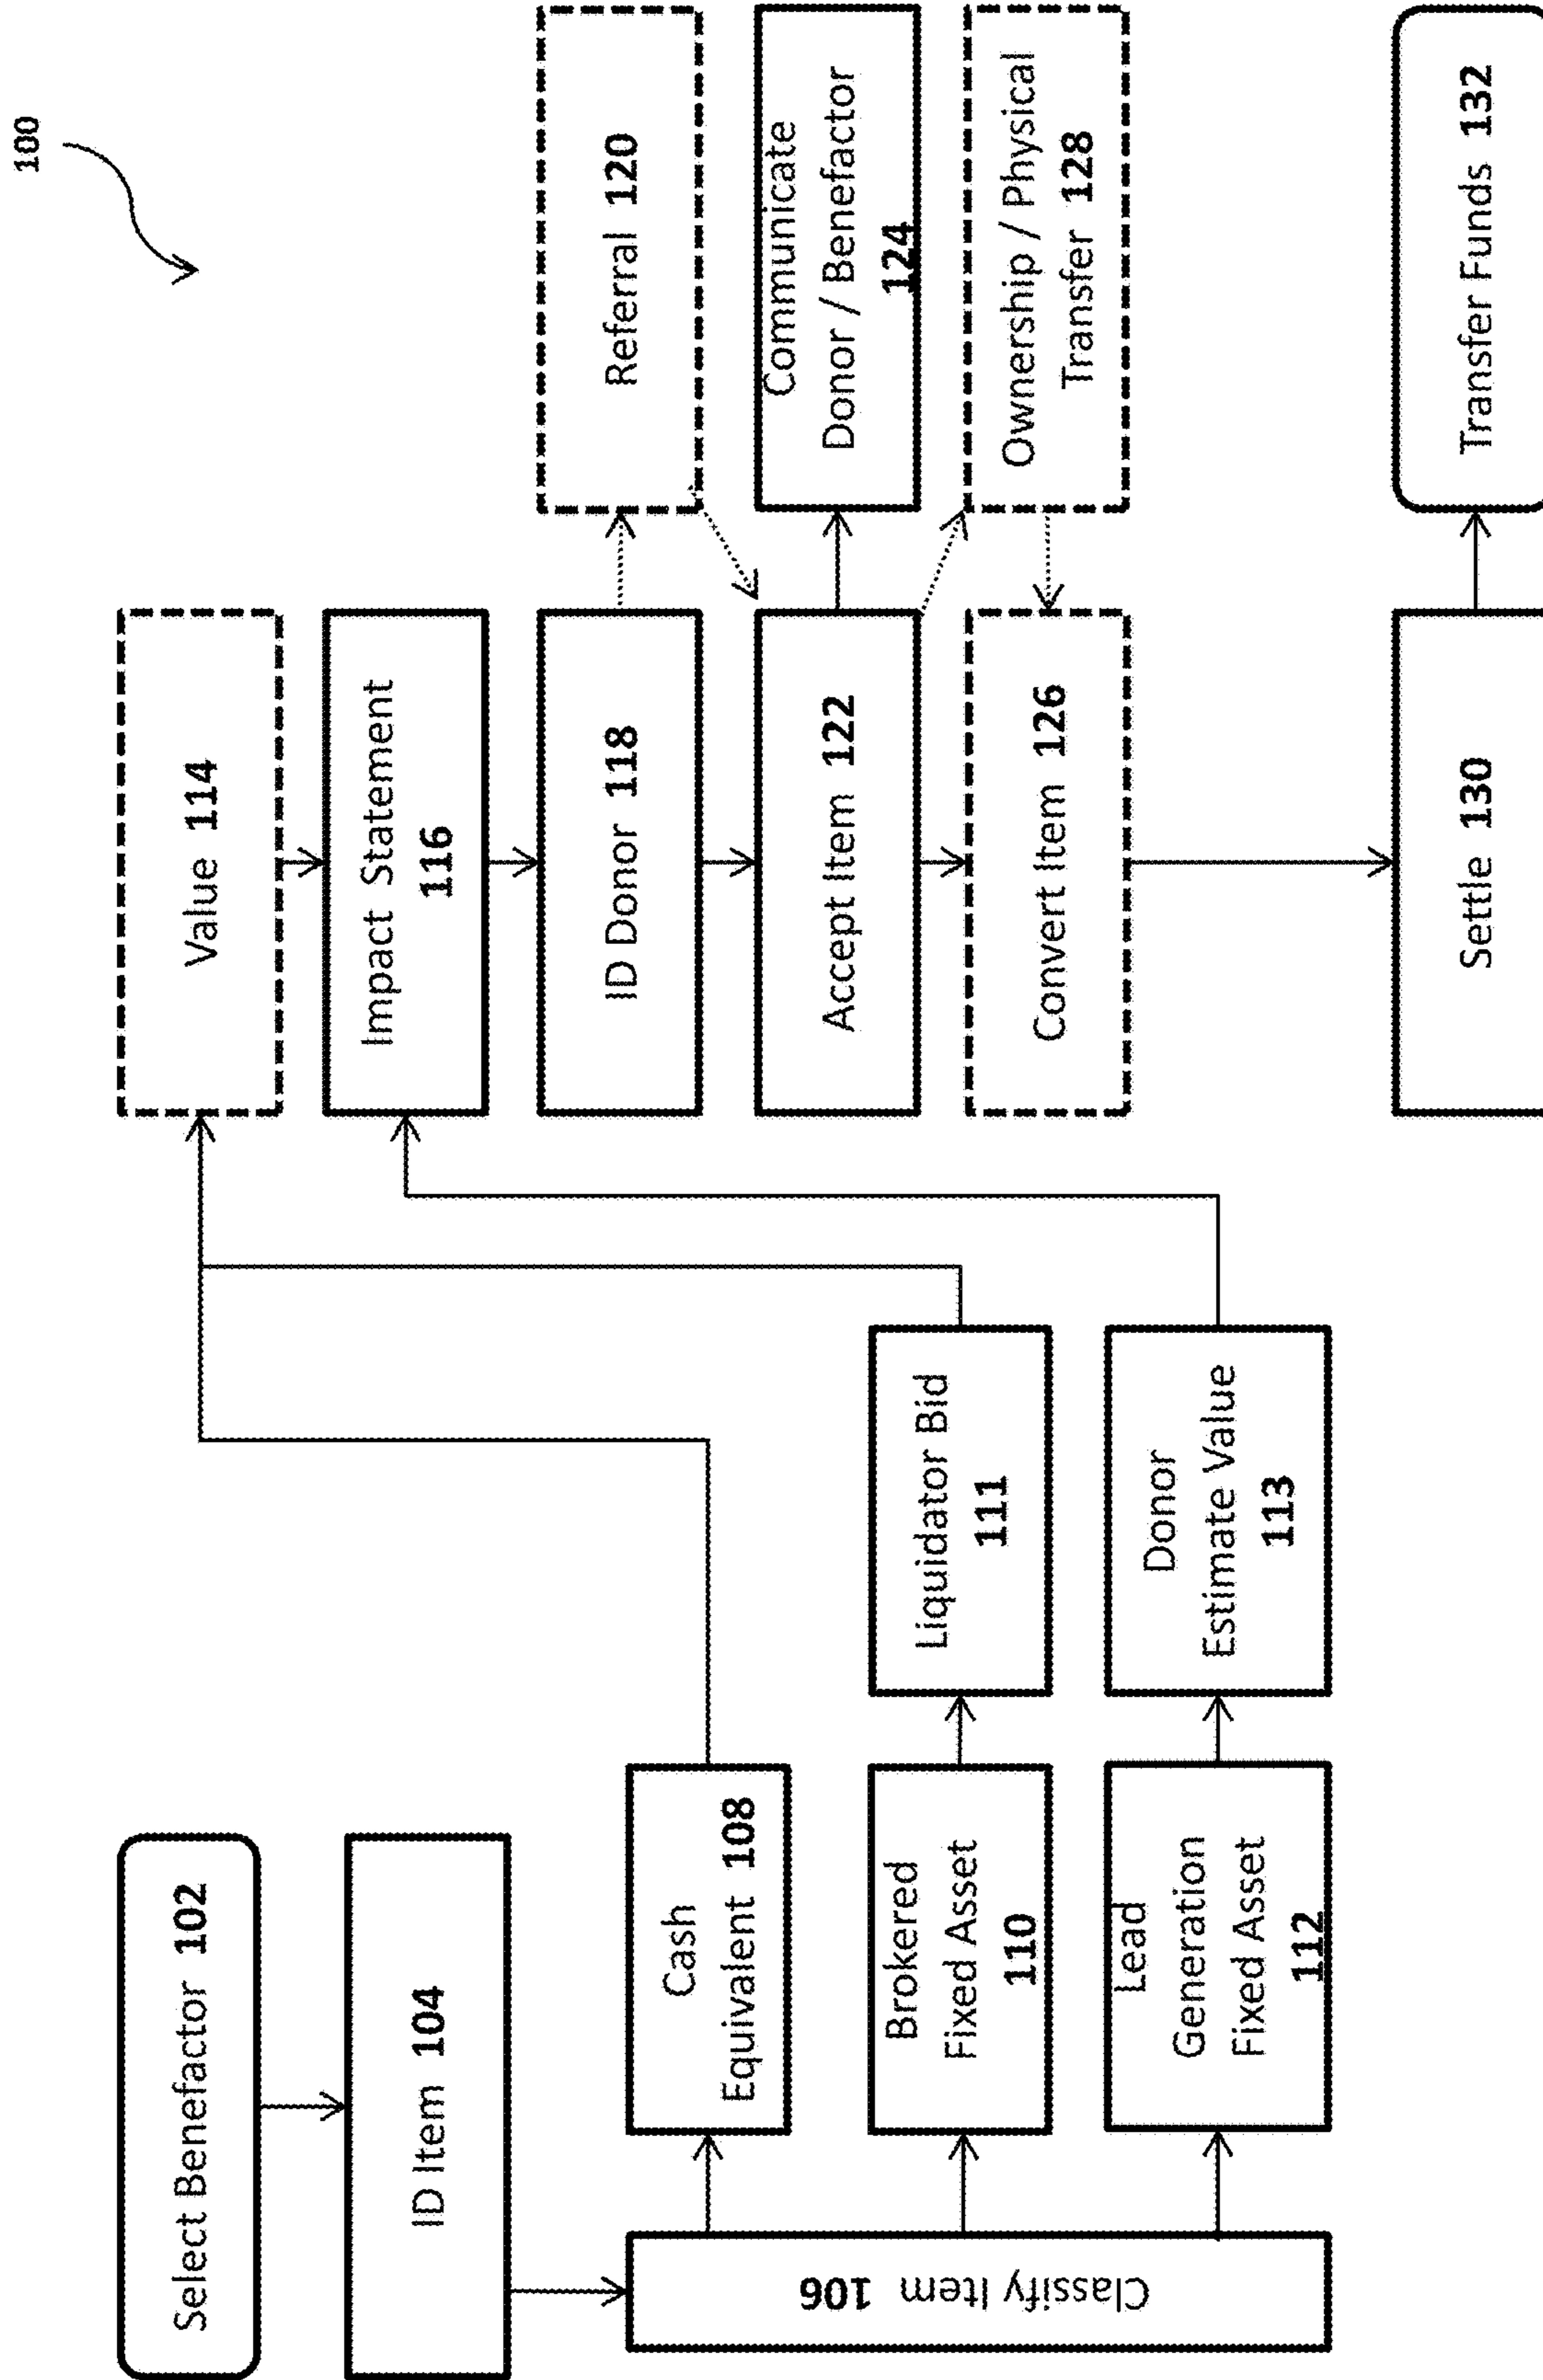 100
Select Benefactor 102
ID Item 104
Classify Item 106
Cash
Equivalent 108
Brokered
Fixed Asset
110
Lead
Generation
Fixed Asset
112
Liquidator Bid
111
Donor
Estimate Value
113
Value 114
Impact Statement
116
ID Donor 118
Accept Item 122
Convert Item 126
Settle 130
Referral 120
Communicate
Donor / Benefactor
124
Ownership / Physical
Transfer 128
Transfer Funds 132